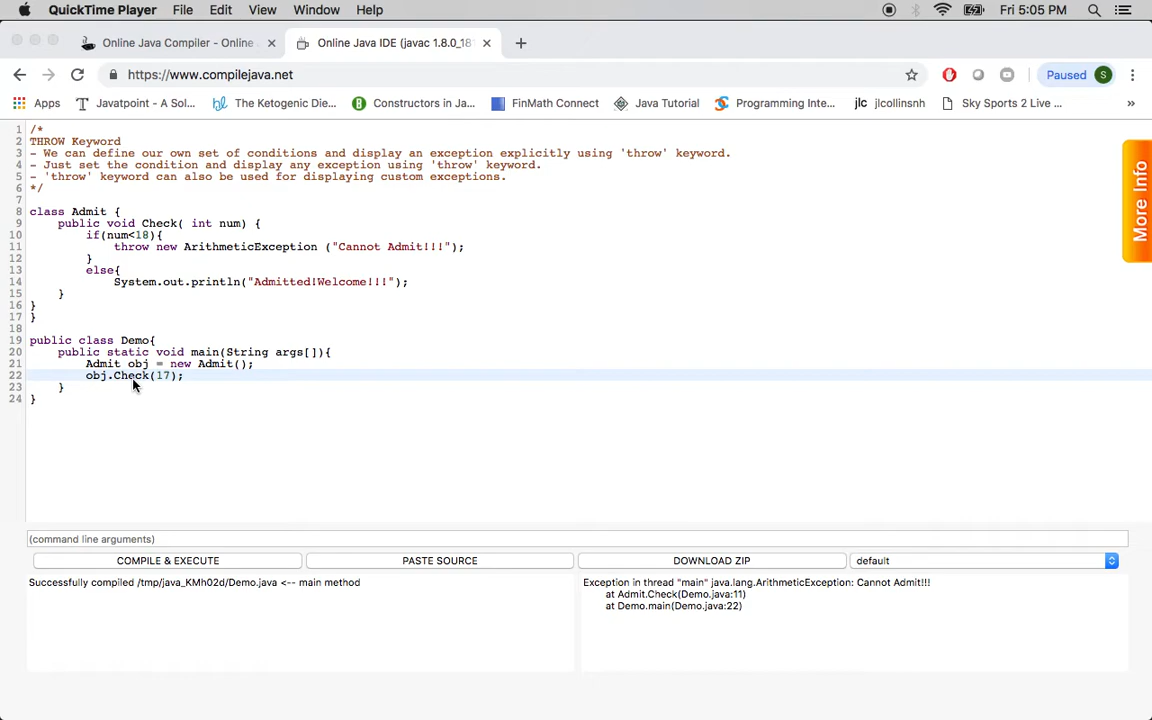 QuickTime Player File Edit View Window Help Fri 5:05 PM
Online Java Compiler - Online Online Java IDE (javac 1.8.0_18
https://www.compilejava.net Paused S
Apps Javatpoint - A Sol... The Ketogenic Die... Constructors in Ja... FinMath Connect Java Tutorial Programming Inte... jlc jlcollinsnh Sky Sports 2 Live ... »
1 /*
2 THROW Keyword
3 - We can define our own set of conditions and display an exception explicitly using 'throw' keyword.
4 - Just set the condition and display any exception using 'throw' keyword.
5 - 'throw' keyword can also be used for displaying custom exceptions.
6 */
7
8 class Admit {
9 public void Check( int num) {
10 if(num<18){
11 throw new ArithmeticException ("Cannot Admit!!!");
12 }
13 else{
14 System.out.println("Admitted!Welcome!!!");
15 }
16 }
17 }
18
19 public class Demo{
20 public static void main(String args[]){
21 Admit obj = new Admit();
22 obj.Check(17);
23 }
24 }
More Info
(command line arguments)
COMPILE & EXECUTE PASTE SOURCE DOWNLOAD ZIP default
Successfully compiled /tmp/java_KMh02d/Demo.java <-- main method
Exception in thread "main" java.lang.ArithmeticException: Cannot Admit!!!
at Admit.Check(Demo.java:11)
at Demo.main(Demo.java:22)